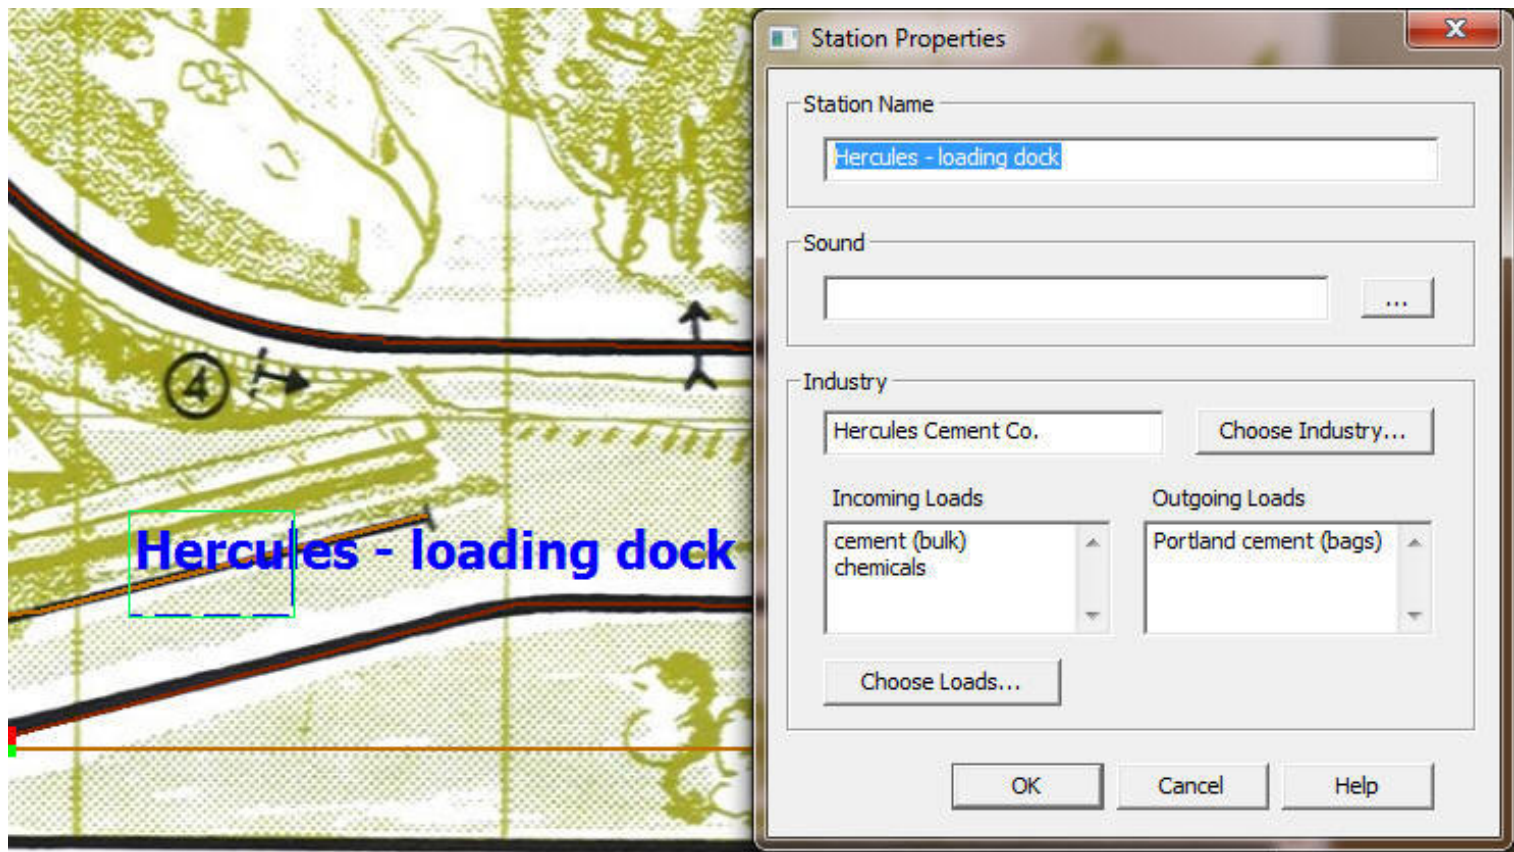 Station Properties
Station Name
Hercules - loading dock
Sound
...
Industry
Hercules Cement Co.
Choose Industry...
Incoming Loads
Outgoing Loads
cement (bulk)
chemicals
Portland cement (bags)
Choose Loads...
OK
Cancel
Help
4
Hercules - loading dock